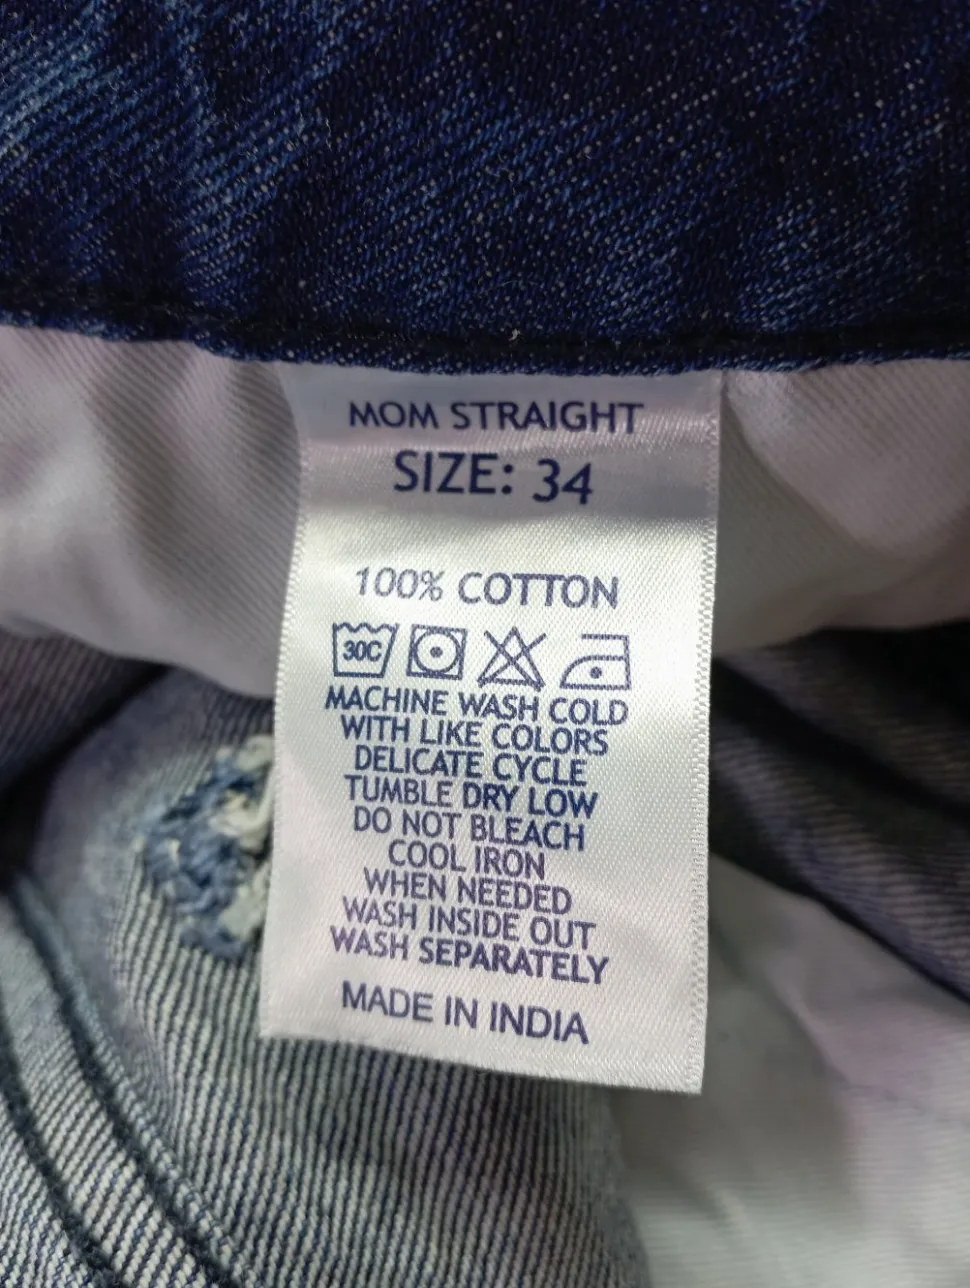 MOM STRAIGHT
SIZE: 34
100% COTTON
30C
MACHINE WASH COLD
WITH LIKE COLORS
DELICATE CYCLE
TUMBLE DRY LOW
DO NOT BLEACH
COOL IRON
WHEN NEEDED
WASH INSIDE OUT
WASH SEPARATELY
MADE IN INDIA